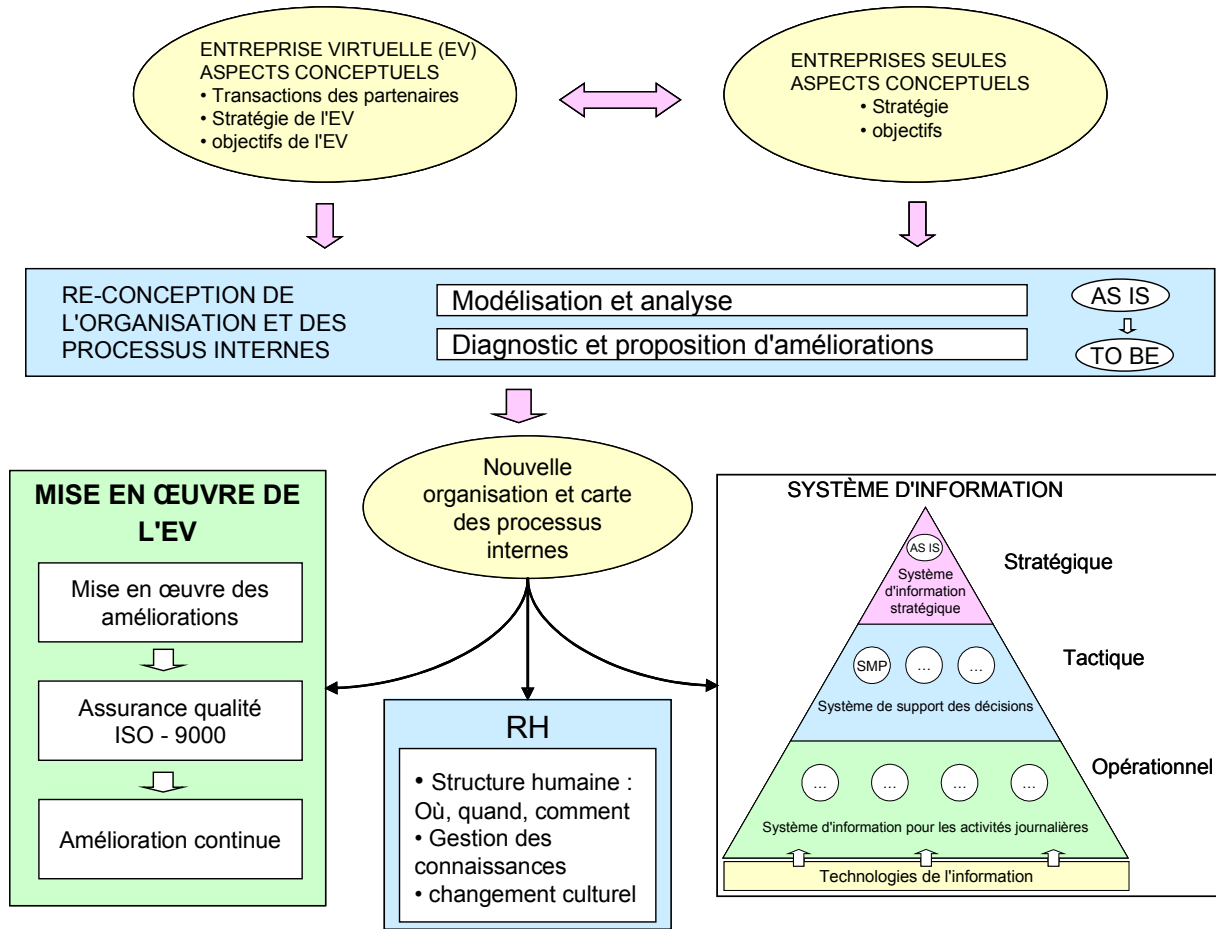 ENTREPRISE VIRTUELLE (EV)
ASPECTS CONCEPTUELS
• Transactions des partenaires
• Stratégie de l'EV
• objectifs de l'EV
ENTREPRISES SEULES
ASPECTS CONCEPTUELS
• Stratégie
• objectifs
RE-CONCEPTION DE
L'ORGANISATION ET DES
PROCESSUS INTERNES
Modélisation et analyse
Diagnostic et proposition d'améliorations
AS IS
TO BE
Nouvelle
organisation et carte
des processus
internes
MISE EN ŒUVRE DE
L'EV
Mise en œuvre des
améliorations
Assurance qualité
ISO - 9000
Amélioration continue
RH
• Structure humaine :
Où, quand, comment
• Gestion des
connaissances
• changement culturel
SYSTÈME D'INFORMATION
AS IS
Système
d'information
stratégique
Stratégique
SMP
...
...
Tactique
Système de support des décisions
Opérationnel
...
...
...
...
Système d'information pour les activités journalières
Technologies de l'information